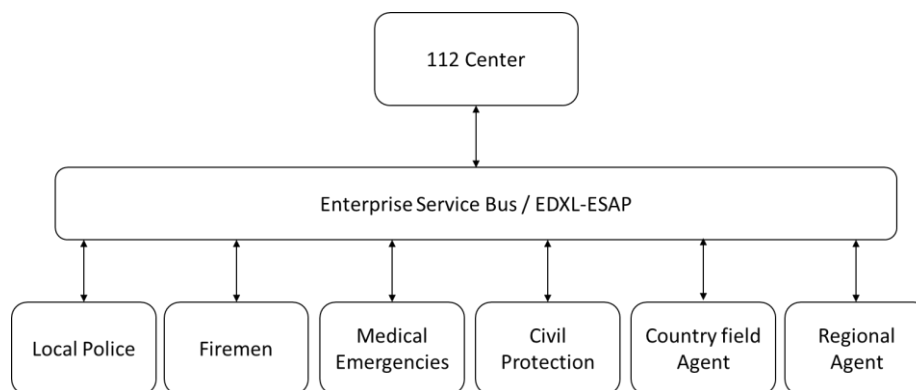 112 Center
Enterprise Service Bus / EDXL-ESAP
Local Police
Firemen
Medical
Emergencies
Civil
Protection
Country field
Agent
Regional
Agent